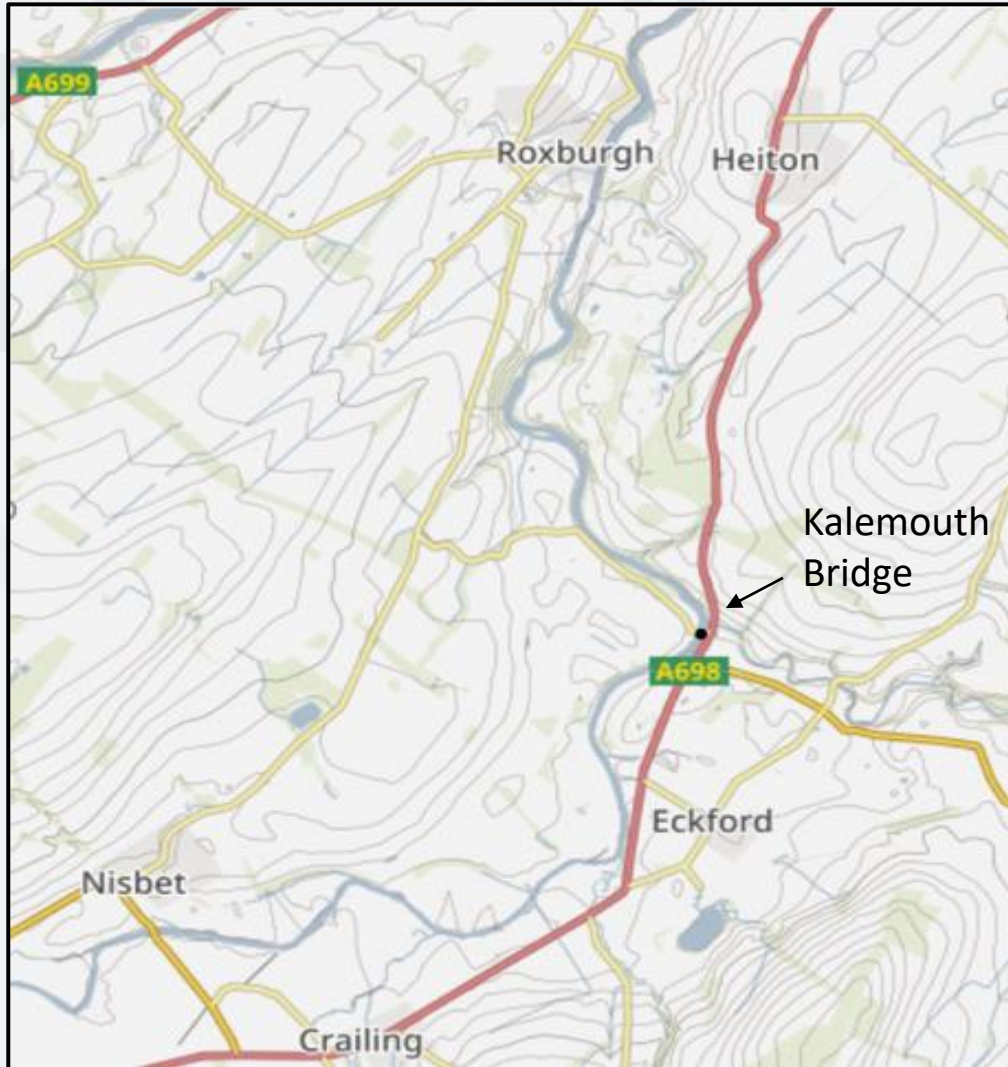 A699
Roxburgh
Heiton
Kalemouth
Bridge
A698
Eckford
Nisbet
Crailing